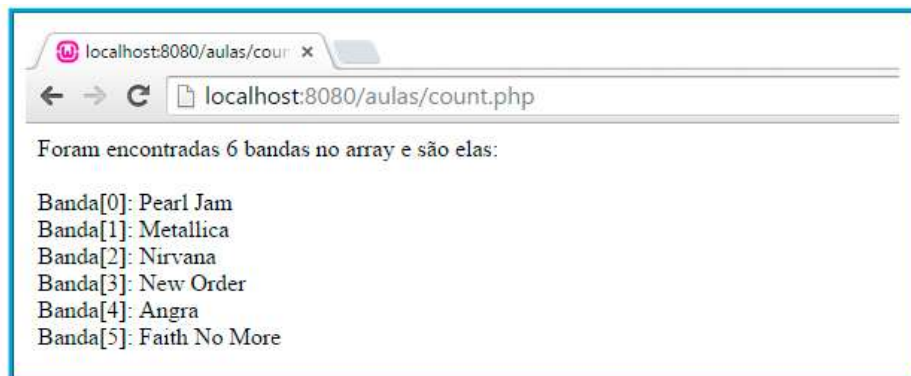 localhost:8080/aulas/cour
localhost:8080/aulas/count.php
Foram encontradas 6 bandas no array e são elas:
Banda[0]: Pearl Jam
Banda[1]: Metallica
Banda[2]: Nirvana
Banda[3]: New Order
Banda[4]: Angra
Banda[5]: Faith No More